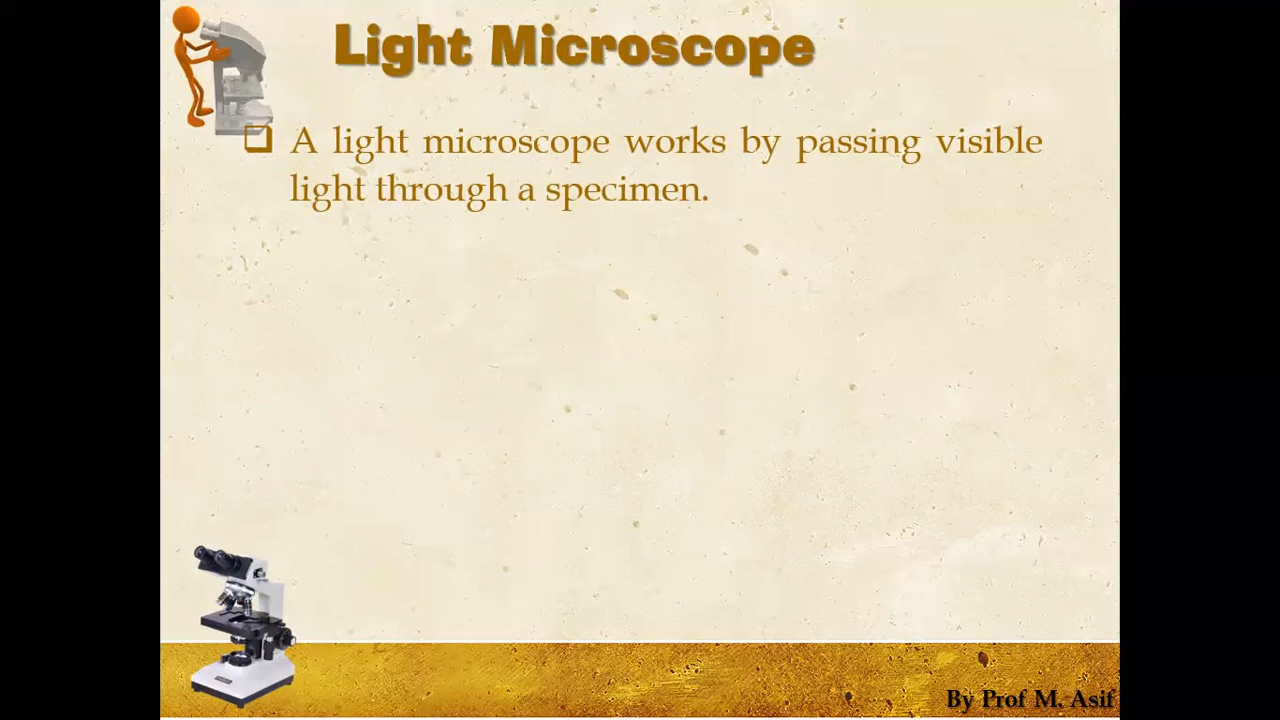 Light Microscope
A light microscope works by passing visible
light through a specimen.
By Prof M. Asif